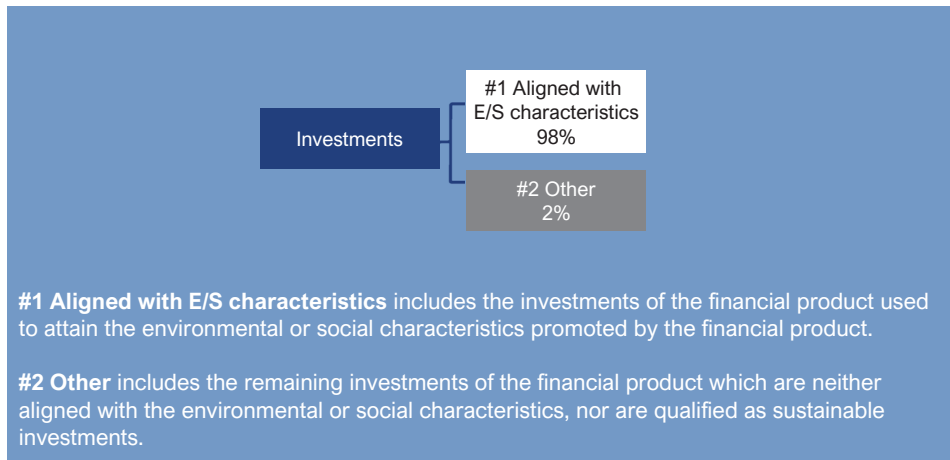 #1 Aligned with
E/S characteristics
98%
Investments
#2 Other
2%
#1 Aligned with E/S characteristics includes the investments of the financial product used
to attain the environmental or social characteristics promoted by the financial product.
#2 Other includes the remaining investments of the financial product which are neither
aligned with the environmental or social characteristics, nor are qualified as sustainable
investments.